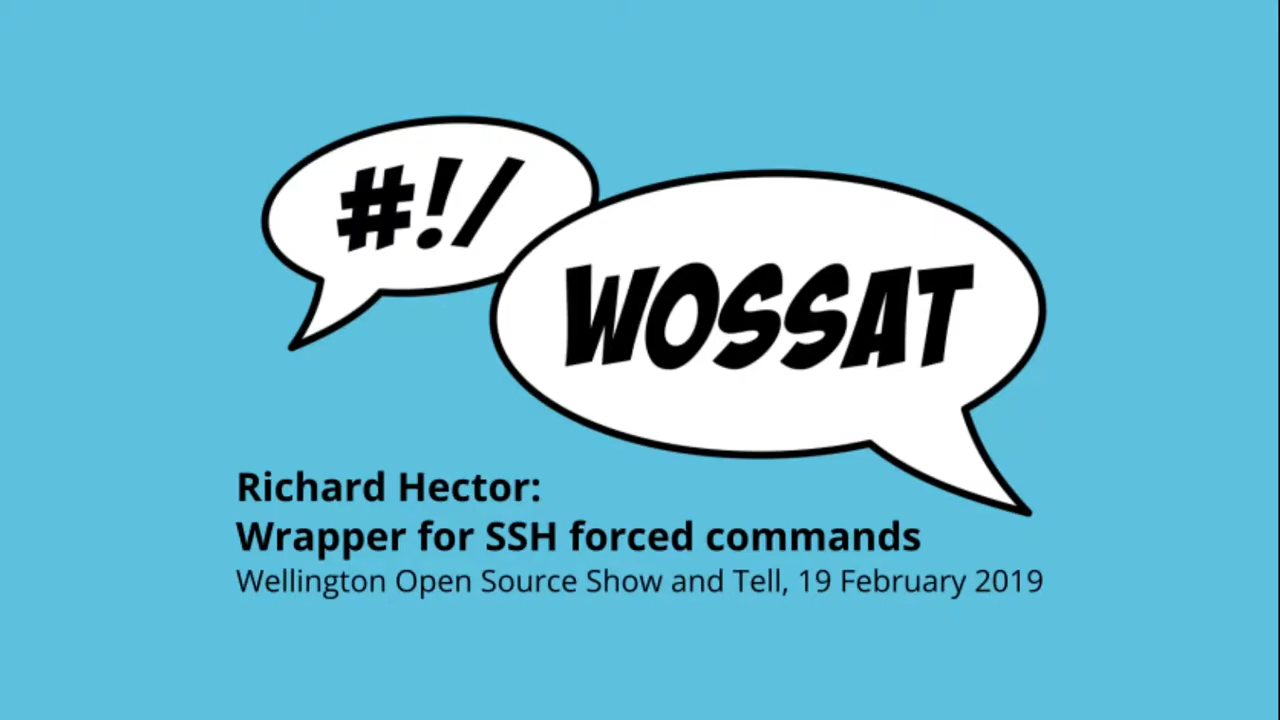 #!/
WOSSAT
Richard Hector:
Wrapper for SSH forced commands
Wellington Open Source Show and Tell, 19 February 2019